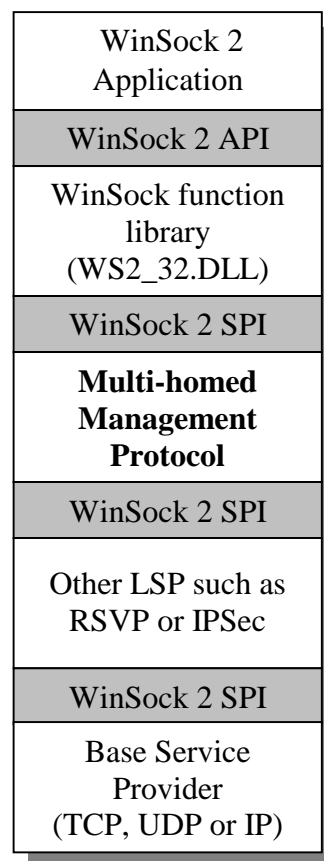 WinSock 2
Application
WinSock 2 API
WinSock function
library
(WS2_32.DLL)
WinSock 2 SPI
Multi-homed
Management
Protocol
WinSock 2 SPI
Other LSP such as
RSVP or IPSec
WinSock 2 SPI
Base Service
Provider
(TCP, UDP or IP)